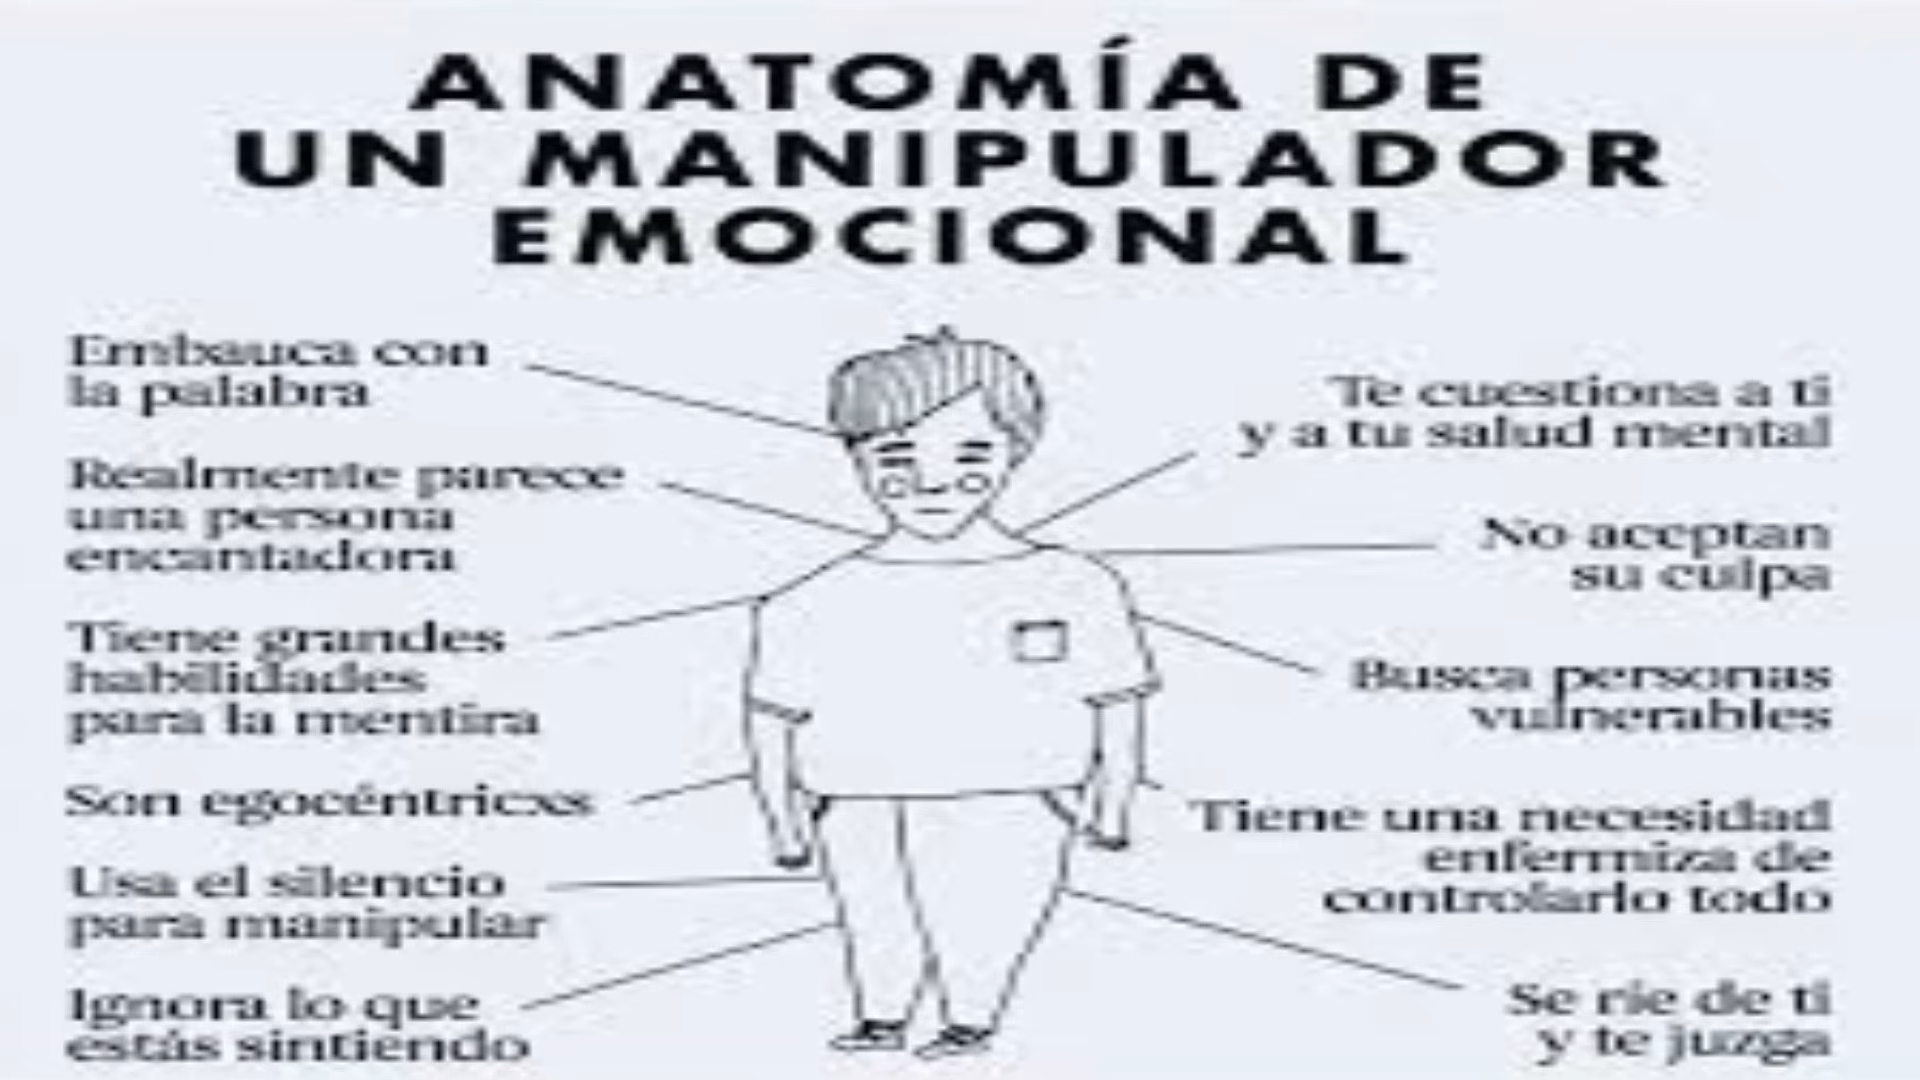 ANATOMÍA DE
UN MANIPULADOR
EMOCIONAL
Embauca con
la palabra
Realmente parece
una persona
encantadora
Tiene grandes
habilidades
para la mentira
Son egocéntricxs
Usa el silencio
para manipular
Ignora lo que
estás sintiendo
Te cuestiona a ti
y a tu salud mental
No aceptan
su culpa
Busca personas
vulnerables
Tiene una necesidad
enfermiza de
controlarlo todo
Se ríe de ti
y te juzga